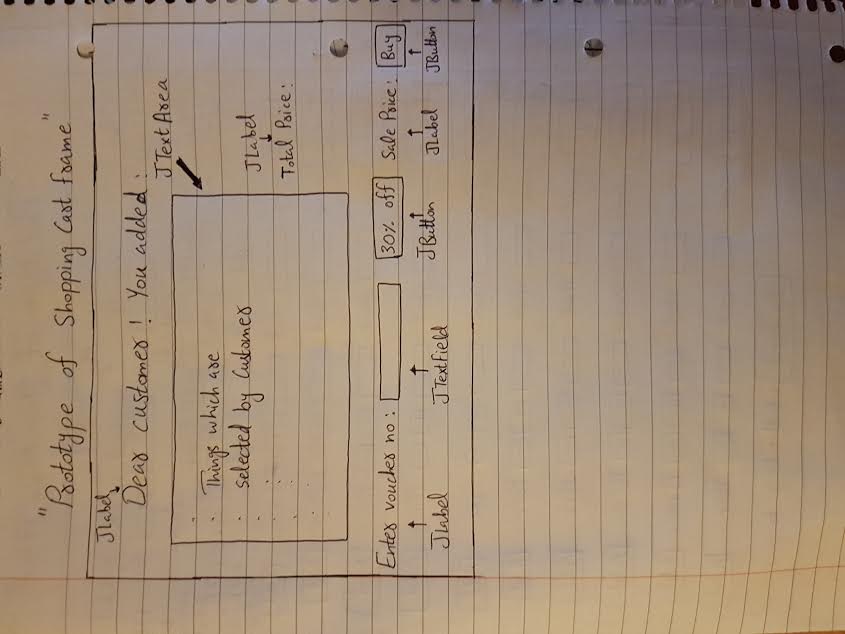 "Prototype of Shopping Cart frame"
JLabel
Dear customer! You added:
JTextArea
Things which are
selected by Customer
JLabel
Total Price:
Enter voucher no: 30% off Sale Price: Buy
JLabel JTextField JButton JLabel JButton